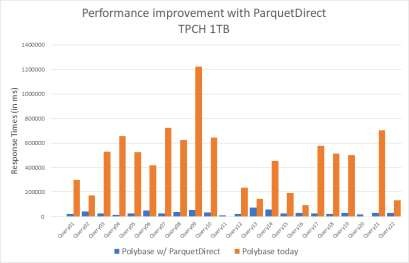 Performance improvement with ParquetDirect
TPCH 1TB
Response Times (in ms)
1400000
1200000
1000000
800000
600000
400000
200000
0
Query01 Query02 Query03 Query04 Query05 Query06 Query07 Query08 Query09 Query10 Query11 Query12 Query13 Query14 Query15 Query16 Query17 Query18 Query19 Query20 Query21 Query22
Polybase w/ ParquetDirect Polybase today